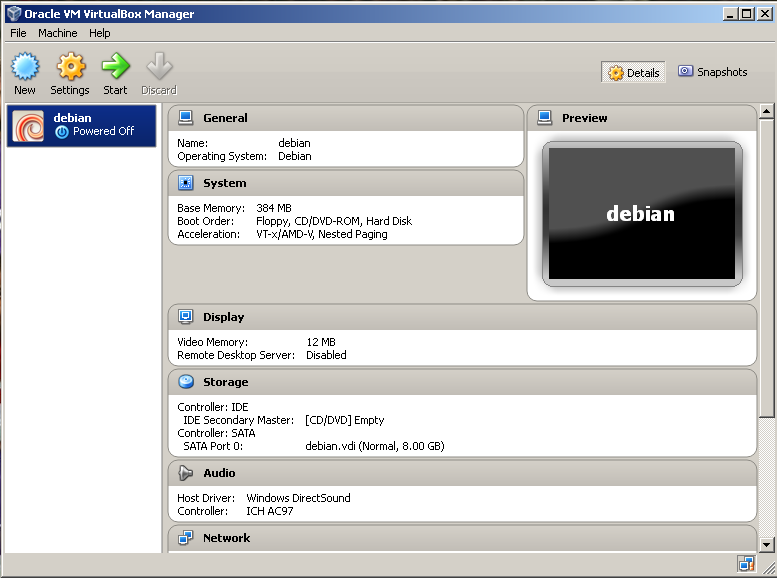 Oracle VM VirtualBox Manager
File Machine Help
New Settings Start Discard
Details Snapshots
debian
Powered Off
General
Name: debian
Operating System: Debian
System
Base Memory: 384 MB
Boot Order: Floppy, CD/DVD-ROM, Hard Disk
Acceleration: VT-x/AMD-V, Nested Paging
Preview
debian
Display
Video Memory: 12 MB
Remote Desktop Server: Disabled
Storage
Controller: IDE
IDE Secondary Master: [CD/DVD] Empty
Controller: SATA
SATA Port 0: debian.vdi (Normal, 8.00 GB)
Audio
Host Driver: Windows DirectSound
Controller: ICH AC97
Network